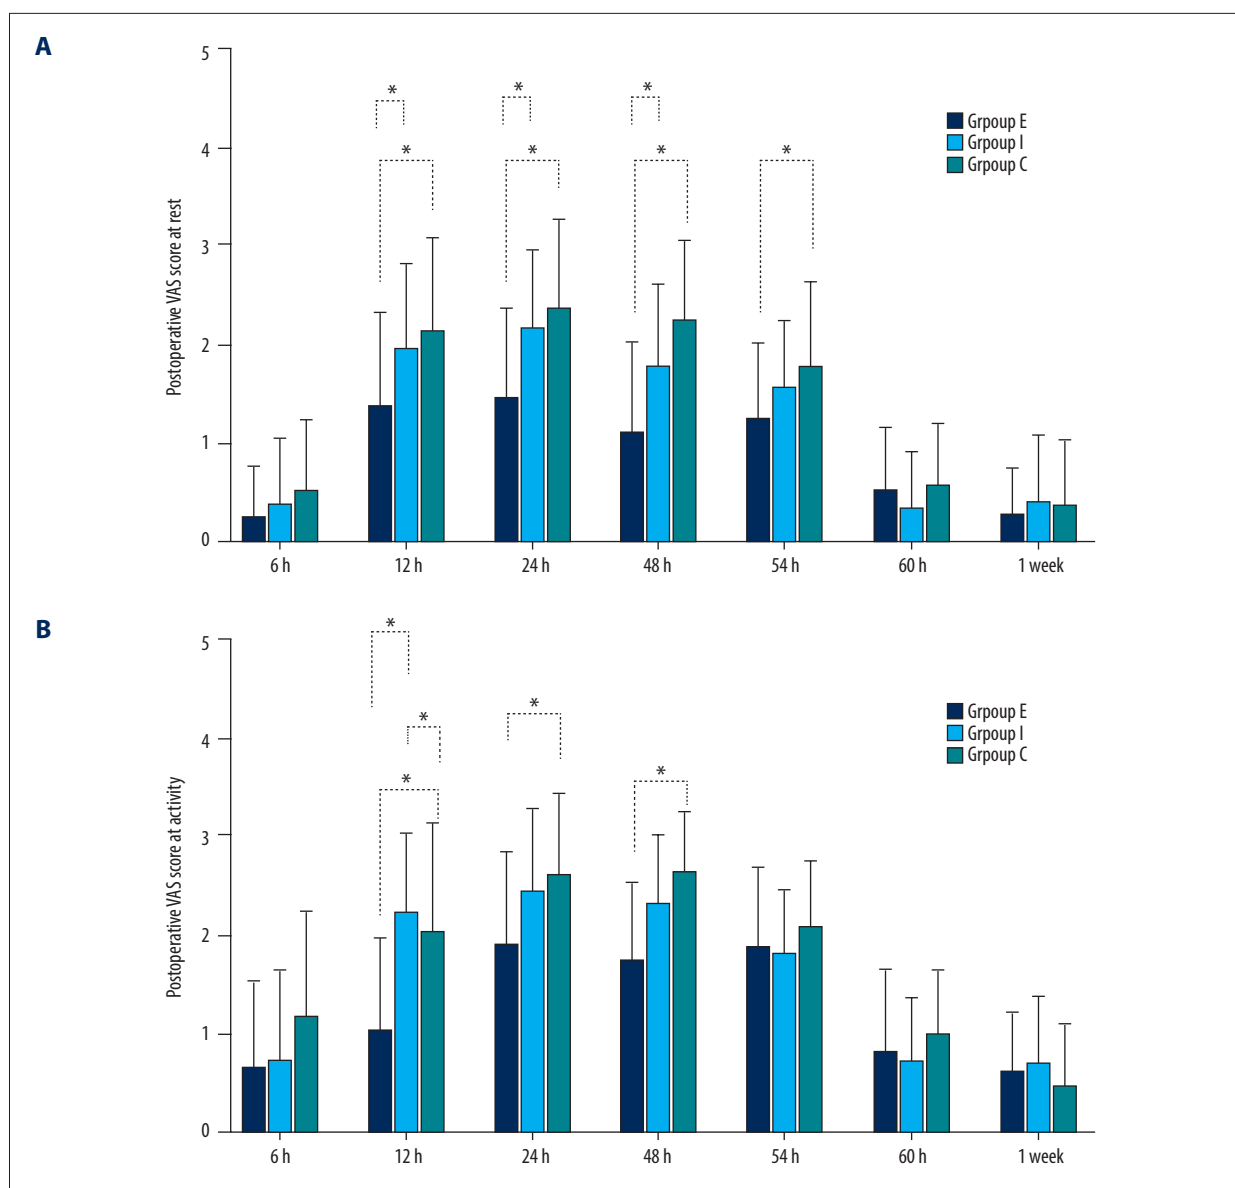 A
Postoperative VAS score at rest
5
4
3
2
1
0
* * *
* * * *
Grpoup E
Grpoup I
Grpoup C
6 h 12 h 24 h 48 h 54 h 60 h 1 week
B
Postoperative VAS score at activity
5
4
3
2
1
0
*
*
*
* *
Grpoup E
Grpoup I
Grpoup C
6 h 12 h 24 h 48 h 54 h 60 h 1 week